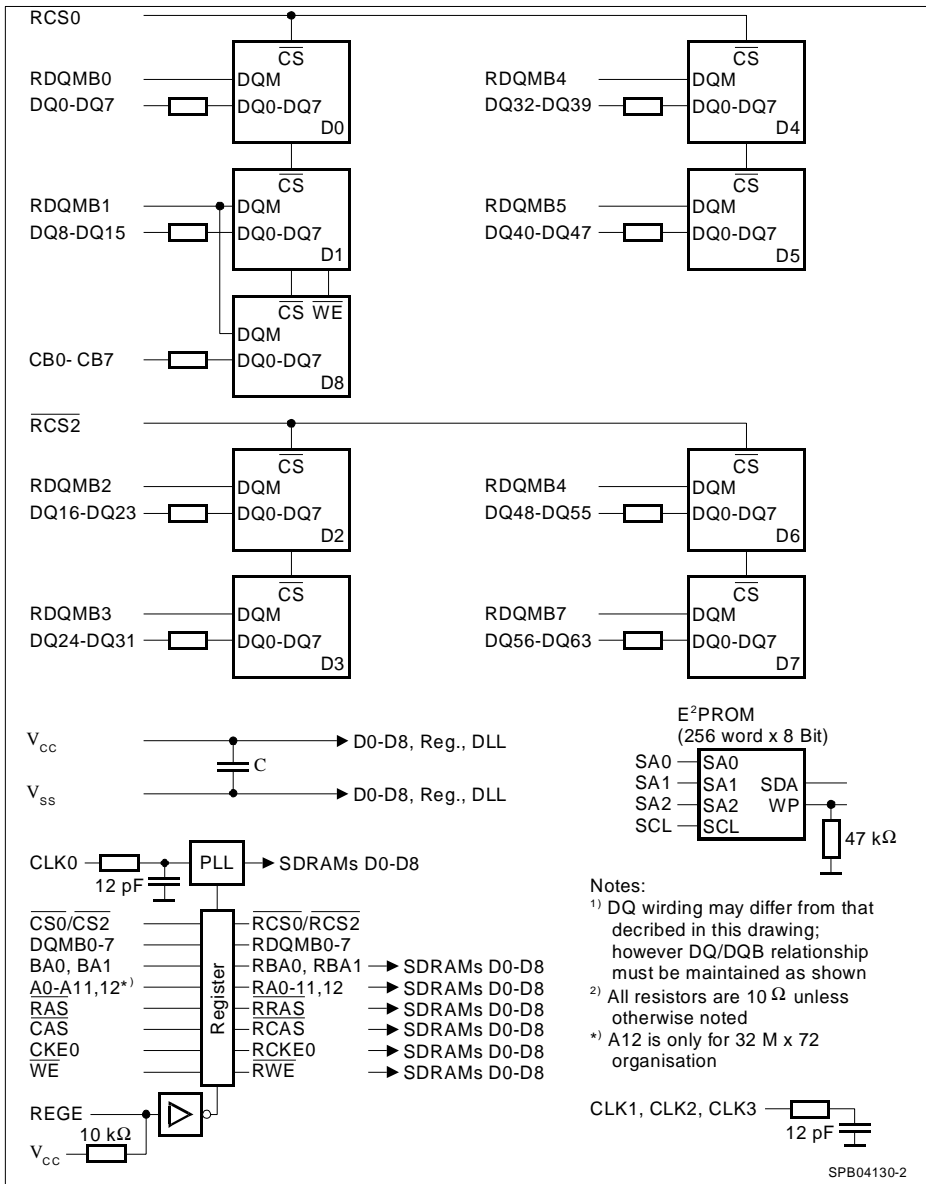 RCS0
CS
RDQMB0 DQM
DQ0-DQ7 DQ0-DQ7
D0
RDQMB4 DQM
DQ32-DQ39 DQ0-DQ7
D4
CS
RDQMB1 DQM
DQ8-DQ15 DQ0-DQ7
D1
CS
RDQMB5 DQM
DQ40-DQ47 DQ0-DQ7
D5
CS WE
DQM
CB0- CB7 DQ0-DQ7
D8
RCS2
CS
RDQMB2 DQM
DQ16-DQ23 DQ0-DQ7
D2
CS
RDQMB4 DQM
DQ48-DQ55 DQ0-DQ7
D6
CS
RDQMB3 DQM
DQ24-DQ31 DQ0-DQ7
D3
CS
RDQMB7 DQM
DQ56-DQ63 DQ0-DQ7
D7
VCC D0-D8, Reg., DLL
C
VSS D0-D8, Reg., DLL
E²PROM
(256 word x 8 Bit)
SA0 SA0
SA1 SA1 SDA
SA2 SA2 WP
SCL SCL
47 kΩ
CLK0 PLL SDRAMs D0-D8
12 pF
Register
CS0/CS2 RCS0/RCS2
DQMB0-7 RDQMB0-7
BA0, BA1 RBA0, RBA1 SDRAMs D0-D8
A0-A11,12*) RA0-11,12 SDRAMs D0-D8
RAS RRAS SDRAMs D0-D8
CAS RCAS SDRAMs D0-D8
CKE0 RCKE0 SDRAMs D0-D8
WE RWE SDRAMs D0-D8
REGE
10 kΩ
VCC
Notes:
1) DQ wirding may differ from that
decribed in this drawing;
however DQ/DQB relationship
must be maintained as shown
2) All resistors are 10 Ω unless
otherwise noted
*) A12 is only for 32 M x 72
organisation
CLK1, CLK2, CLK3
12 pF
SPB04130-2